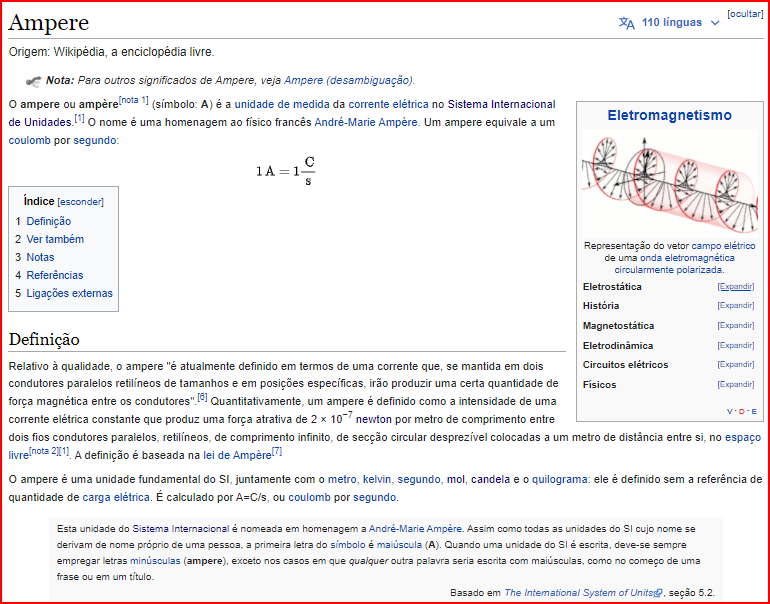 Ampere
110 línguas
[ocultar]
Origem: Wikipédia, a enciclopédia livre.
Nota: Para outros significados de Ampere, veja Ampere (desambiguação).
O ampere ou ampère[nota 1] (símbolo: A) é a unidade de medida da corrente elétrica no Sistema Internacional
de Unidades.[1] O nome é uma homenagem ao físico francês André-Marie Ampère. Um ampere equivale a um
coulomb por segundo:
1 A = 1 C/s
Índice [esconder]
1 Definição
2 Ver também
3 Notas
4 Referências
5 Ligações externas
Eletromagnetismo
Representação do vetor campo elétrico
de uma onda eletromagnética
circularmente polarizada.
Eletrostática [Expandir]
História [Expandir]
Magnetostática [Expandir]
Eletrodinâmica [Expandir]
Circuitos elétricos [Expandir]
Físicos [Expandir]
V · D · E
Definição
Relativo à qualidade, o ampere "é atualmente definido em termos de uma corrente que, se mantida em dois
condutores paralelos retilíneos de tamanhos e em posições específicas, irão produzir uma certa quantidade de
força magnética entre os condutores".[6] Quantitativamente, um ampere é definido como a intensidade de uma
corrente elétrica constante que produz uma força atrativa de 2 × 10⁻⁷ newton por metro de comprimento entre
dois fios condutores paralelos, retilíneos, de comprimento infinito, de secção circular desprezível colocadas a um metro de distância entre si, no espaço
livre[nota 2][1]. A definição é baseada na lei de Ampère[7]
O ampere é uma unidade fundamental do SI, juntamente com o metro, kelvin, segundo, mol, candela e o quilograma: ele é definido sem a referência de
quantidade de carga elétrica. É calculado por A=C/s, ou coulomb por segundo.
Esta unidade do Sistema Internacional é nomeada em homenagem a André-Marie Ampère. Assim como todas as unidades do SI cujo nome se
derivam de nome próprio de uma pessoa, a primeira letra do símbolo é maiúscula (A). Quando uma unidade do SI é escrita, deve-se sempre
empregar letras minúsculas (ampere), exceto nos casos em que qualquer outra palavra seria escrita com maiúsculas, como no começo de uma
frase ou em um título.
Basado em The International System of Units, seção 5.2.